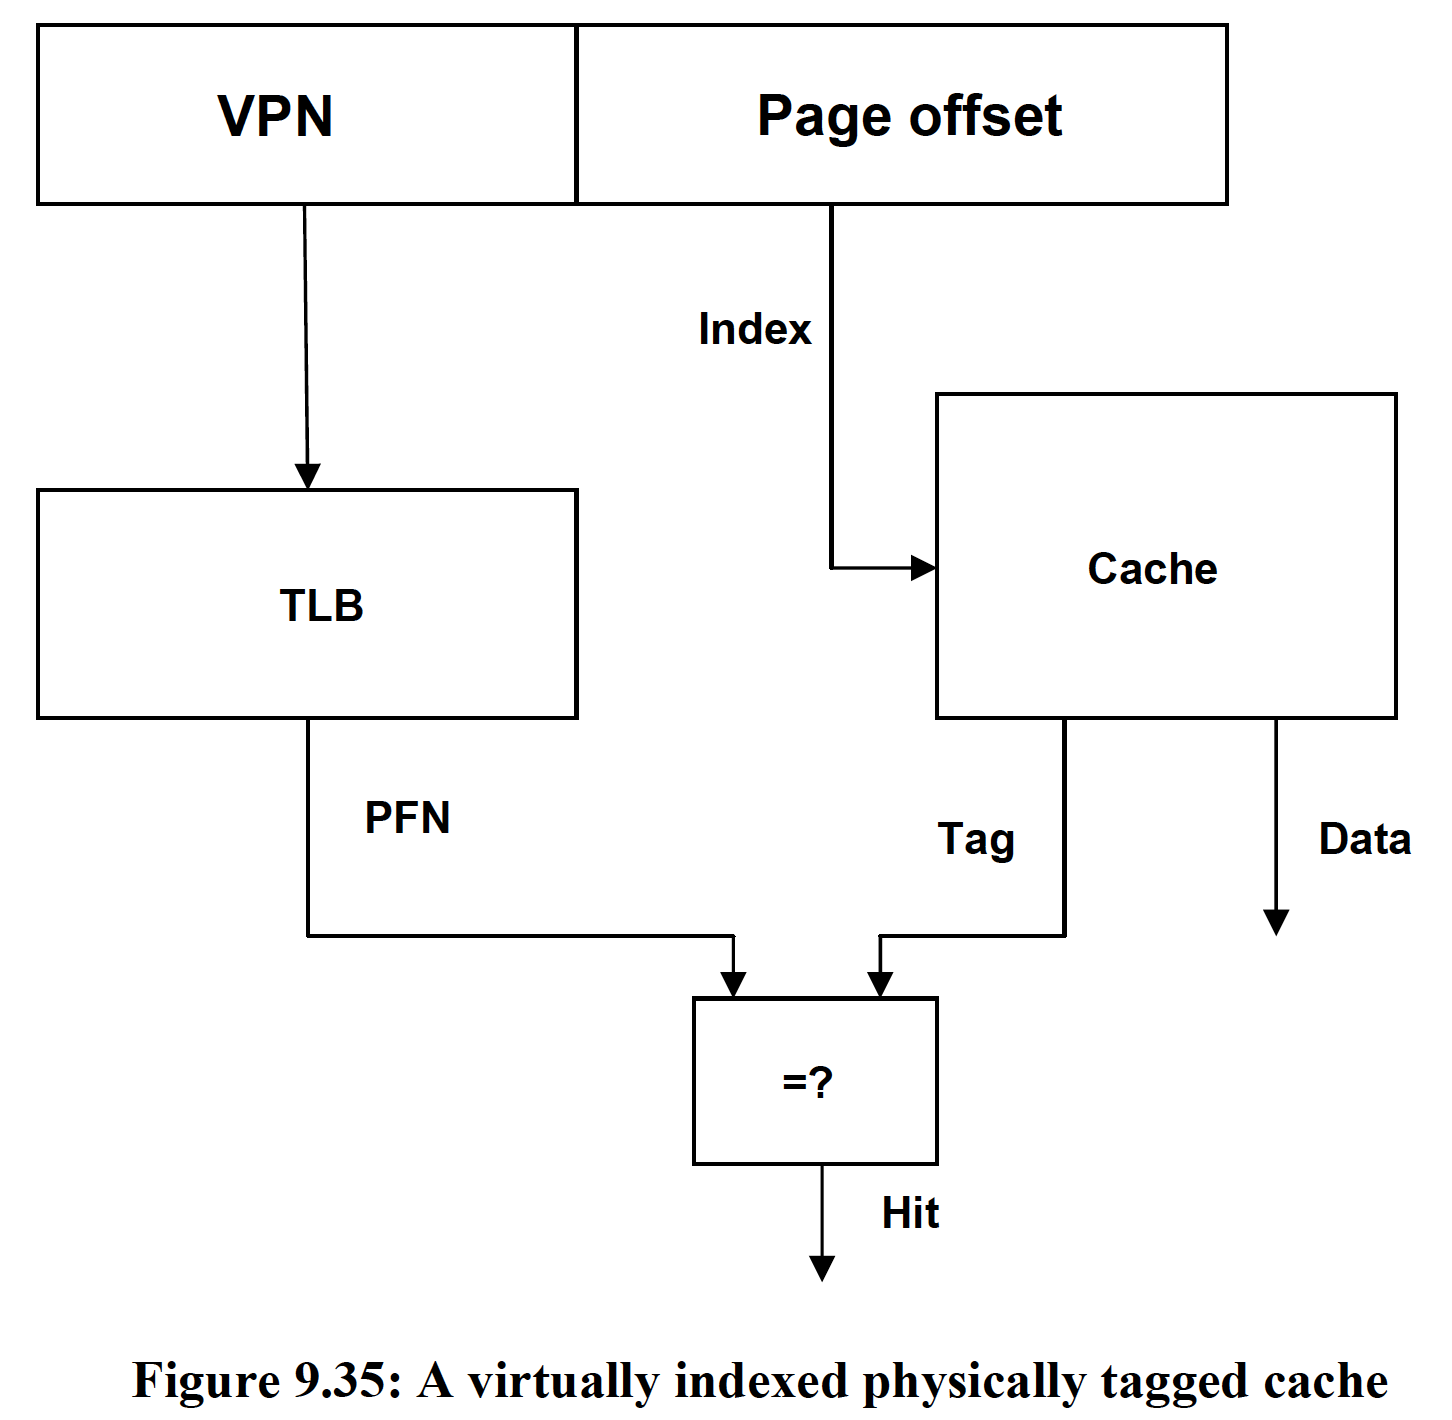 VPN
Page offset
Index
Cache
TLB
PFN
Tag
Data
=?
Hit
Figure 9.35: A virtually indexed physically tagged cache